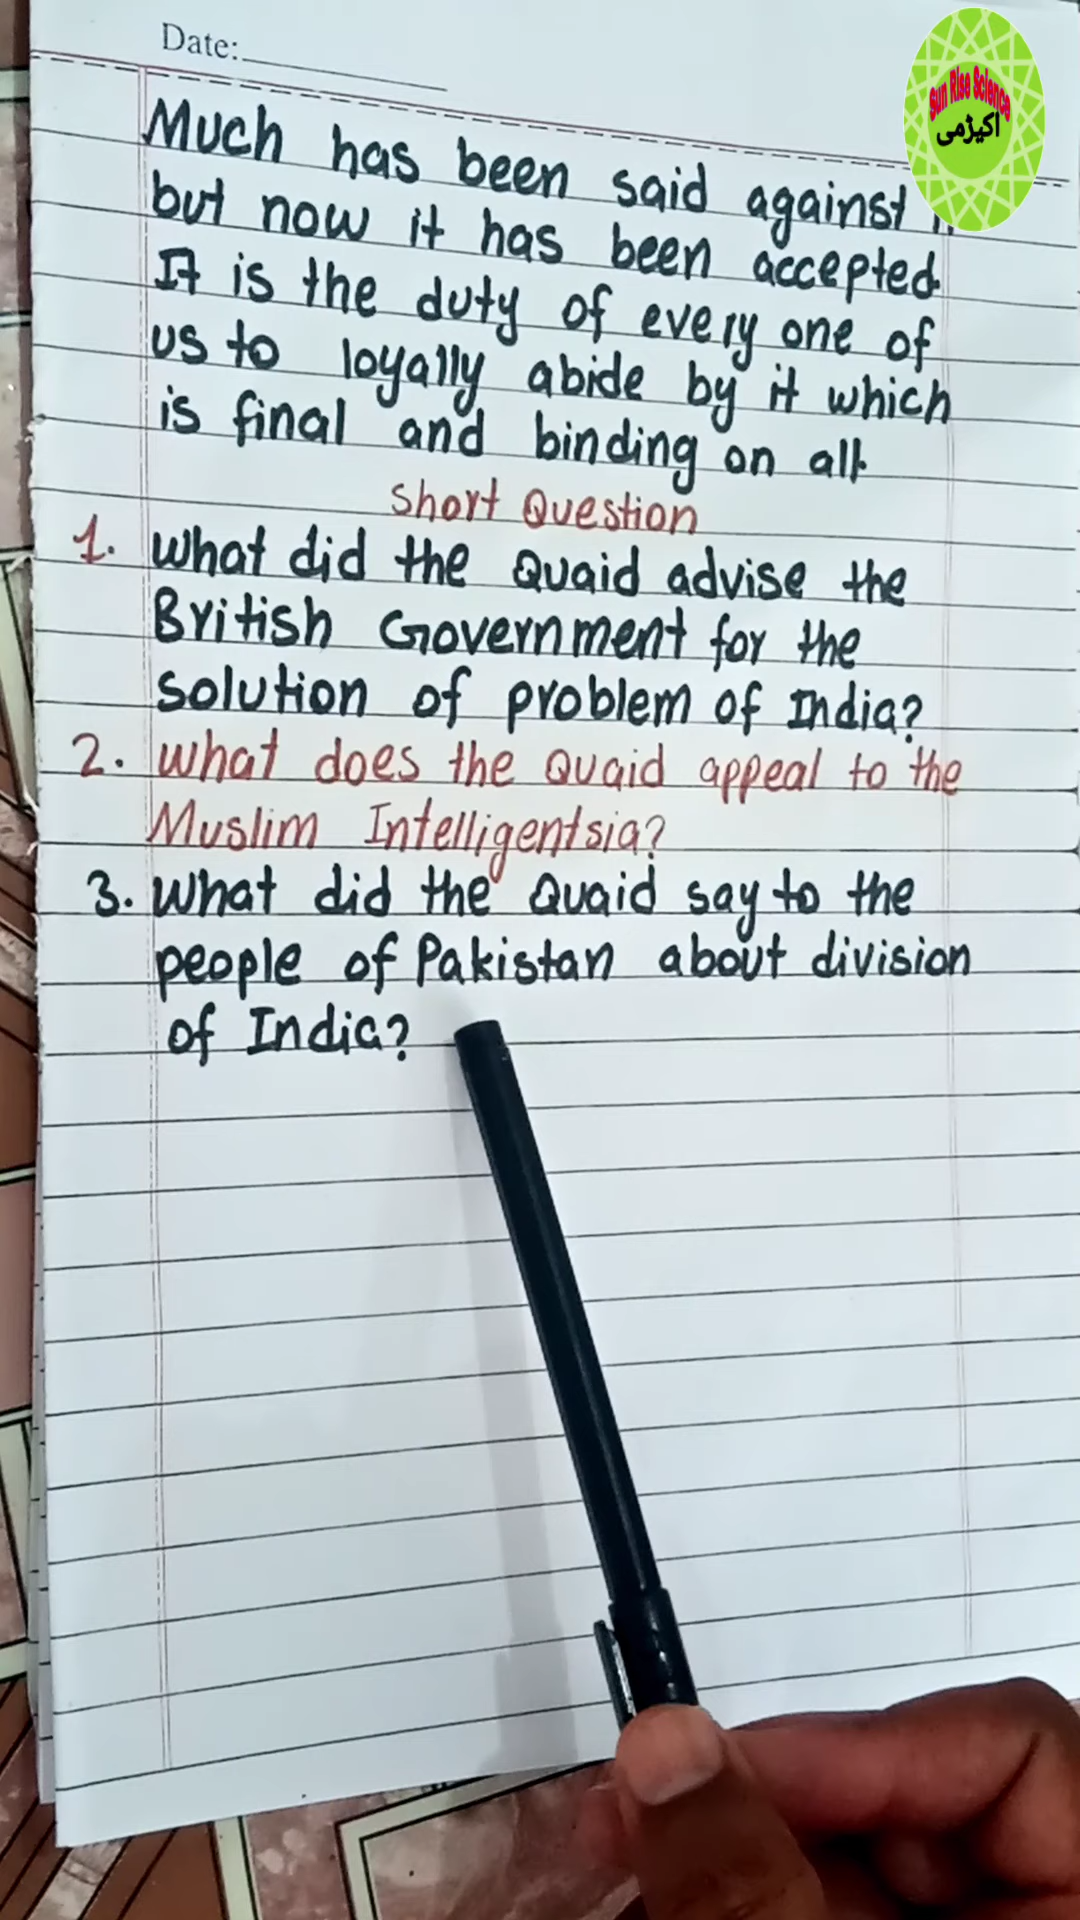 Date:
Sun Rise Science
اکیڈمی
Much has been said against
but now it has been accepted.
It is the duty of every one of
us to loyally abide by it which
is final and binding on all.
Short Question
1. What did the Quaid advise the
British Government for the
solution of problem of India?
2. What does the Quaid appeal to the
Muslim Intelligentsia?
3. What did the Quaid say to the
people of Pakistan about division
of India?